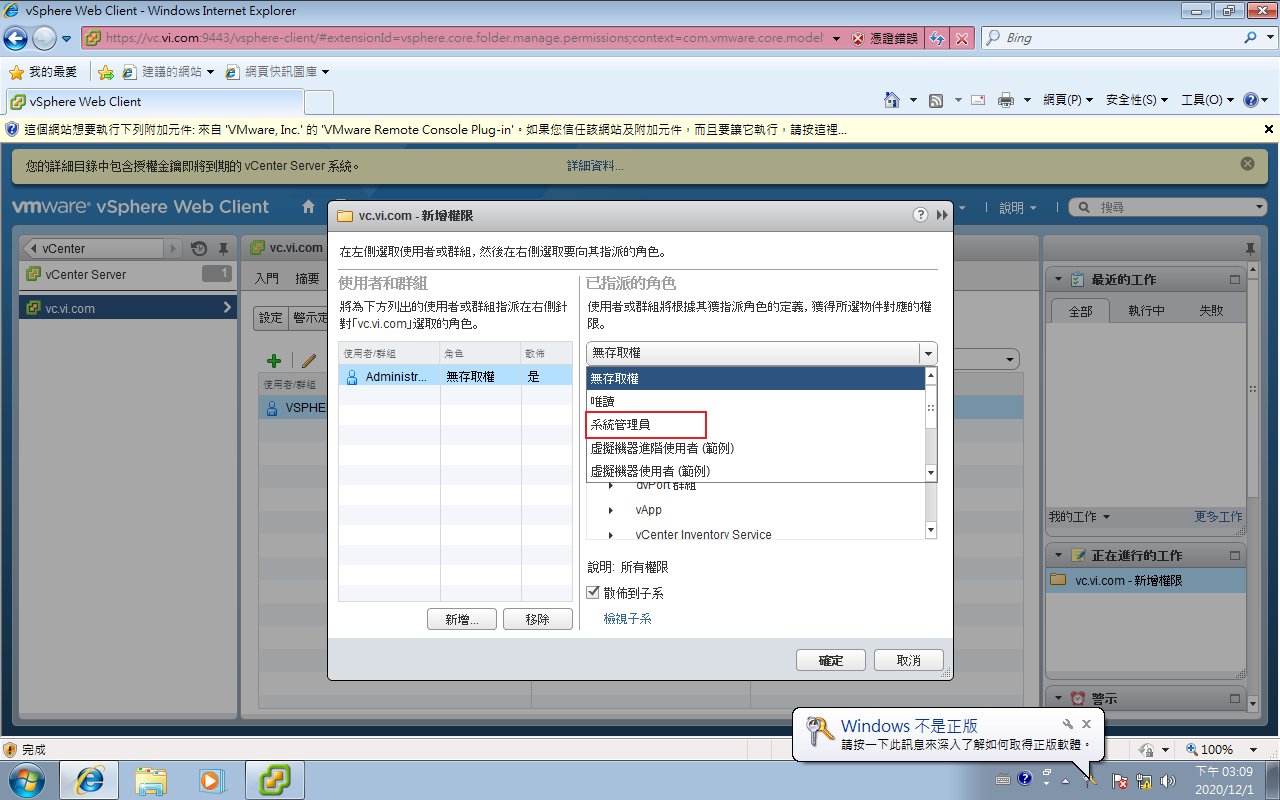 vSphere Web Client - Windows Internet Explorer
https://vc.vi.com:9443/vsphere-client/#extensionId=vsphere.core.folder.manage.permissions;context=com.vmware.core.model
憑證錯誤
Bing
我的最愛
建議的網站
網頁快訊圖庫
vSphere Web Client
網頁(P)
安全性(S)
工具(O)
這個網站想要執行下列附加元件: 來自 'VMware, Inc.' 的 'VMware Remote Console Plug-in'。如果您信任該網站及附加元件，而且要讓它執行，請按這裡...
您的詳細目錄中包含授權金鑰即將到期的 vCenter Server 系統。
詳細資料...
vmware® vSphere Web Client
說明
搜尋
vCenter
vCenter Server
1
vc.vi.com
vc.vi.com
入門
摘要
設定
警示定
使用者/群組
VSPHE
vc.vi.com - 新增權限
在左側選取使用者或群組, 然後在右側選取要向其指派的角色。
使用者和群組
將為下方列出的使用者或群組指派在右側針
對「vc.vi.com」選取的角色。
使用者/群組
角色
散佈
Administr...
無存取權
是
新增...
移除
已指派的角色
使用者或群組將根據其獲指派角色的定義, 獲得所選物件對應的權
限。
無存取權
無存取權
唯讀
系統管理員
虛擬機器進階使用者 (範例)
虛擬機器使用者 (範例)
dvPort 群組
vApp
vCenter Inventory Service
說明: 所有權限
散佈到子系
檢視子系
確定
取消
最近的工作
全部
執行中
失敗
我的工作
更多工作
正在進行的工作
vc.vi.com - 新增權限
警示
Windows 不是正版
請按一下此訊息來深入了解如何取得正版軟體。
完成
100%
下午 03:09
2020/12/1